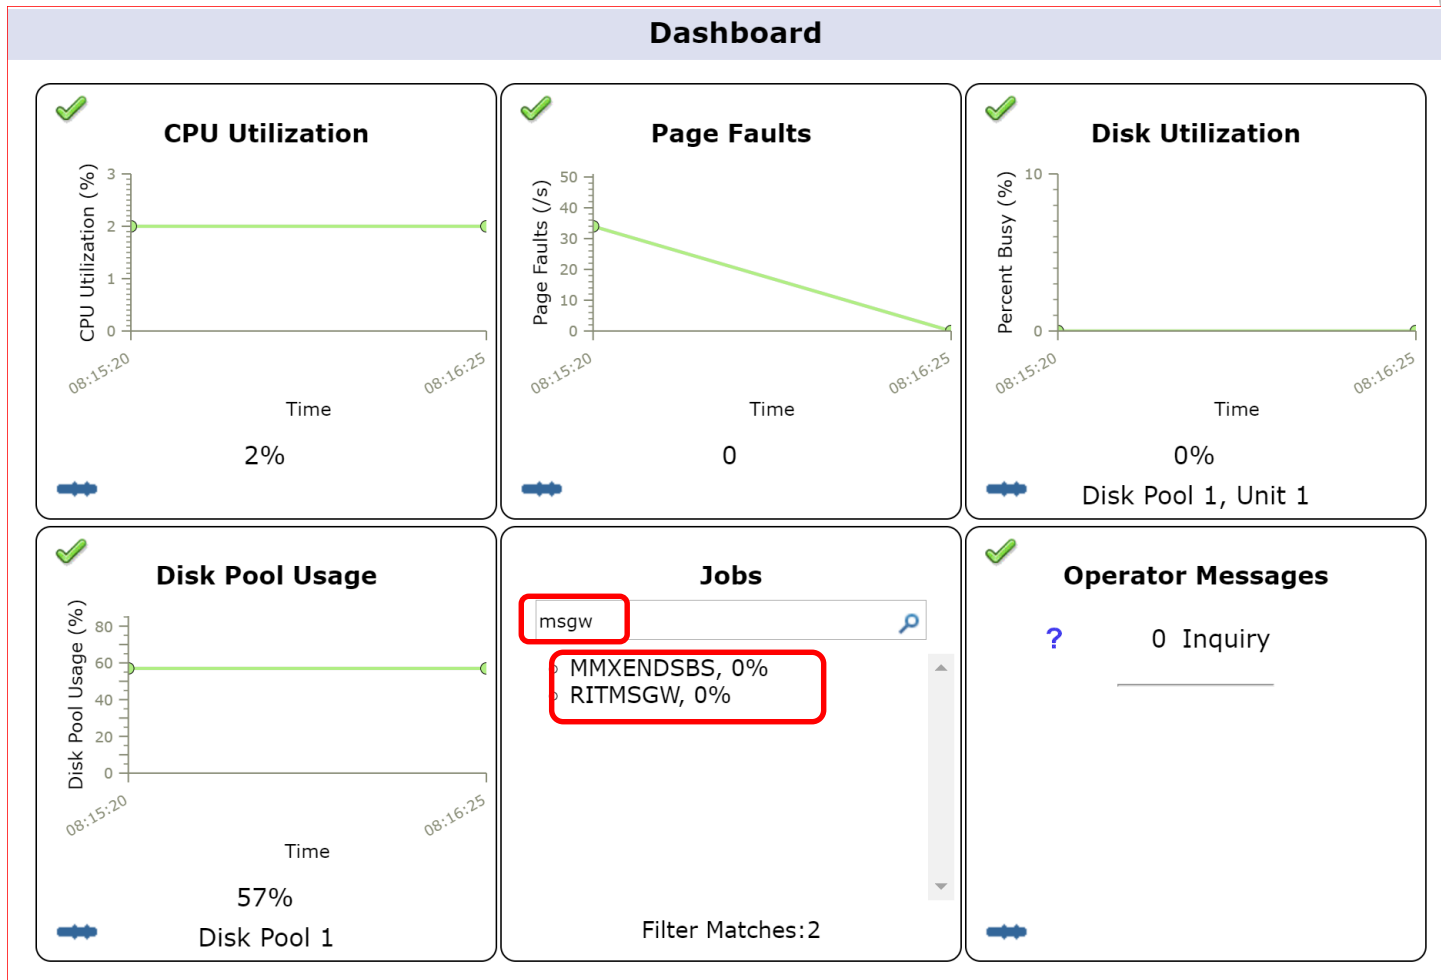 Dashboard
CPU Utilization
CPU Utilization (%)
3
2
1
0
08:15:20
08:16:25
Time
2%
Page Faults
Page Faults (/s)
50
40
30
20
10
0
08:15:20
08:16:25
Time
0
Disk Utilization
Percent Busy (%)
10
0
08:15:20
08:16:25
Time
0%
Disk Pool 1, Unit 1
Disk Pool Usage
Disk Pool Usage (%)
80
60
40
20
0
08:15:20
08:16:25
Time
57%
Disk Pool 1
Jobs
msgw
MMXENDSBS, 0%
RITMSGW, 0%
Filter Matches:2
Operator Messages
? 0 Inquiry